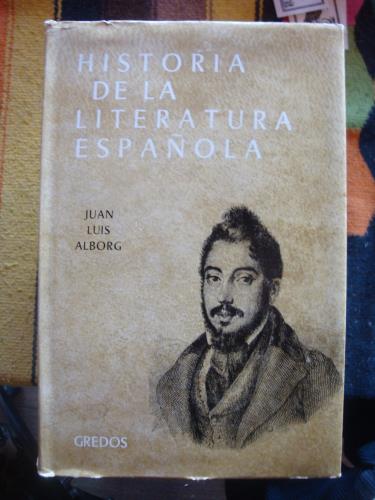 HISTORIA
DE LA
LITERATURA
ESPAÑOLA
JUAN
LUIS
ALBORG
GREDOS